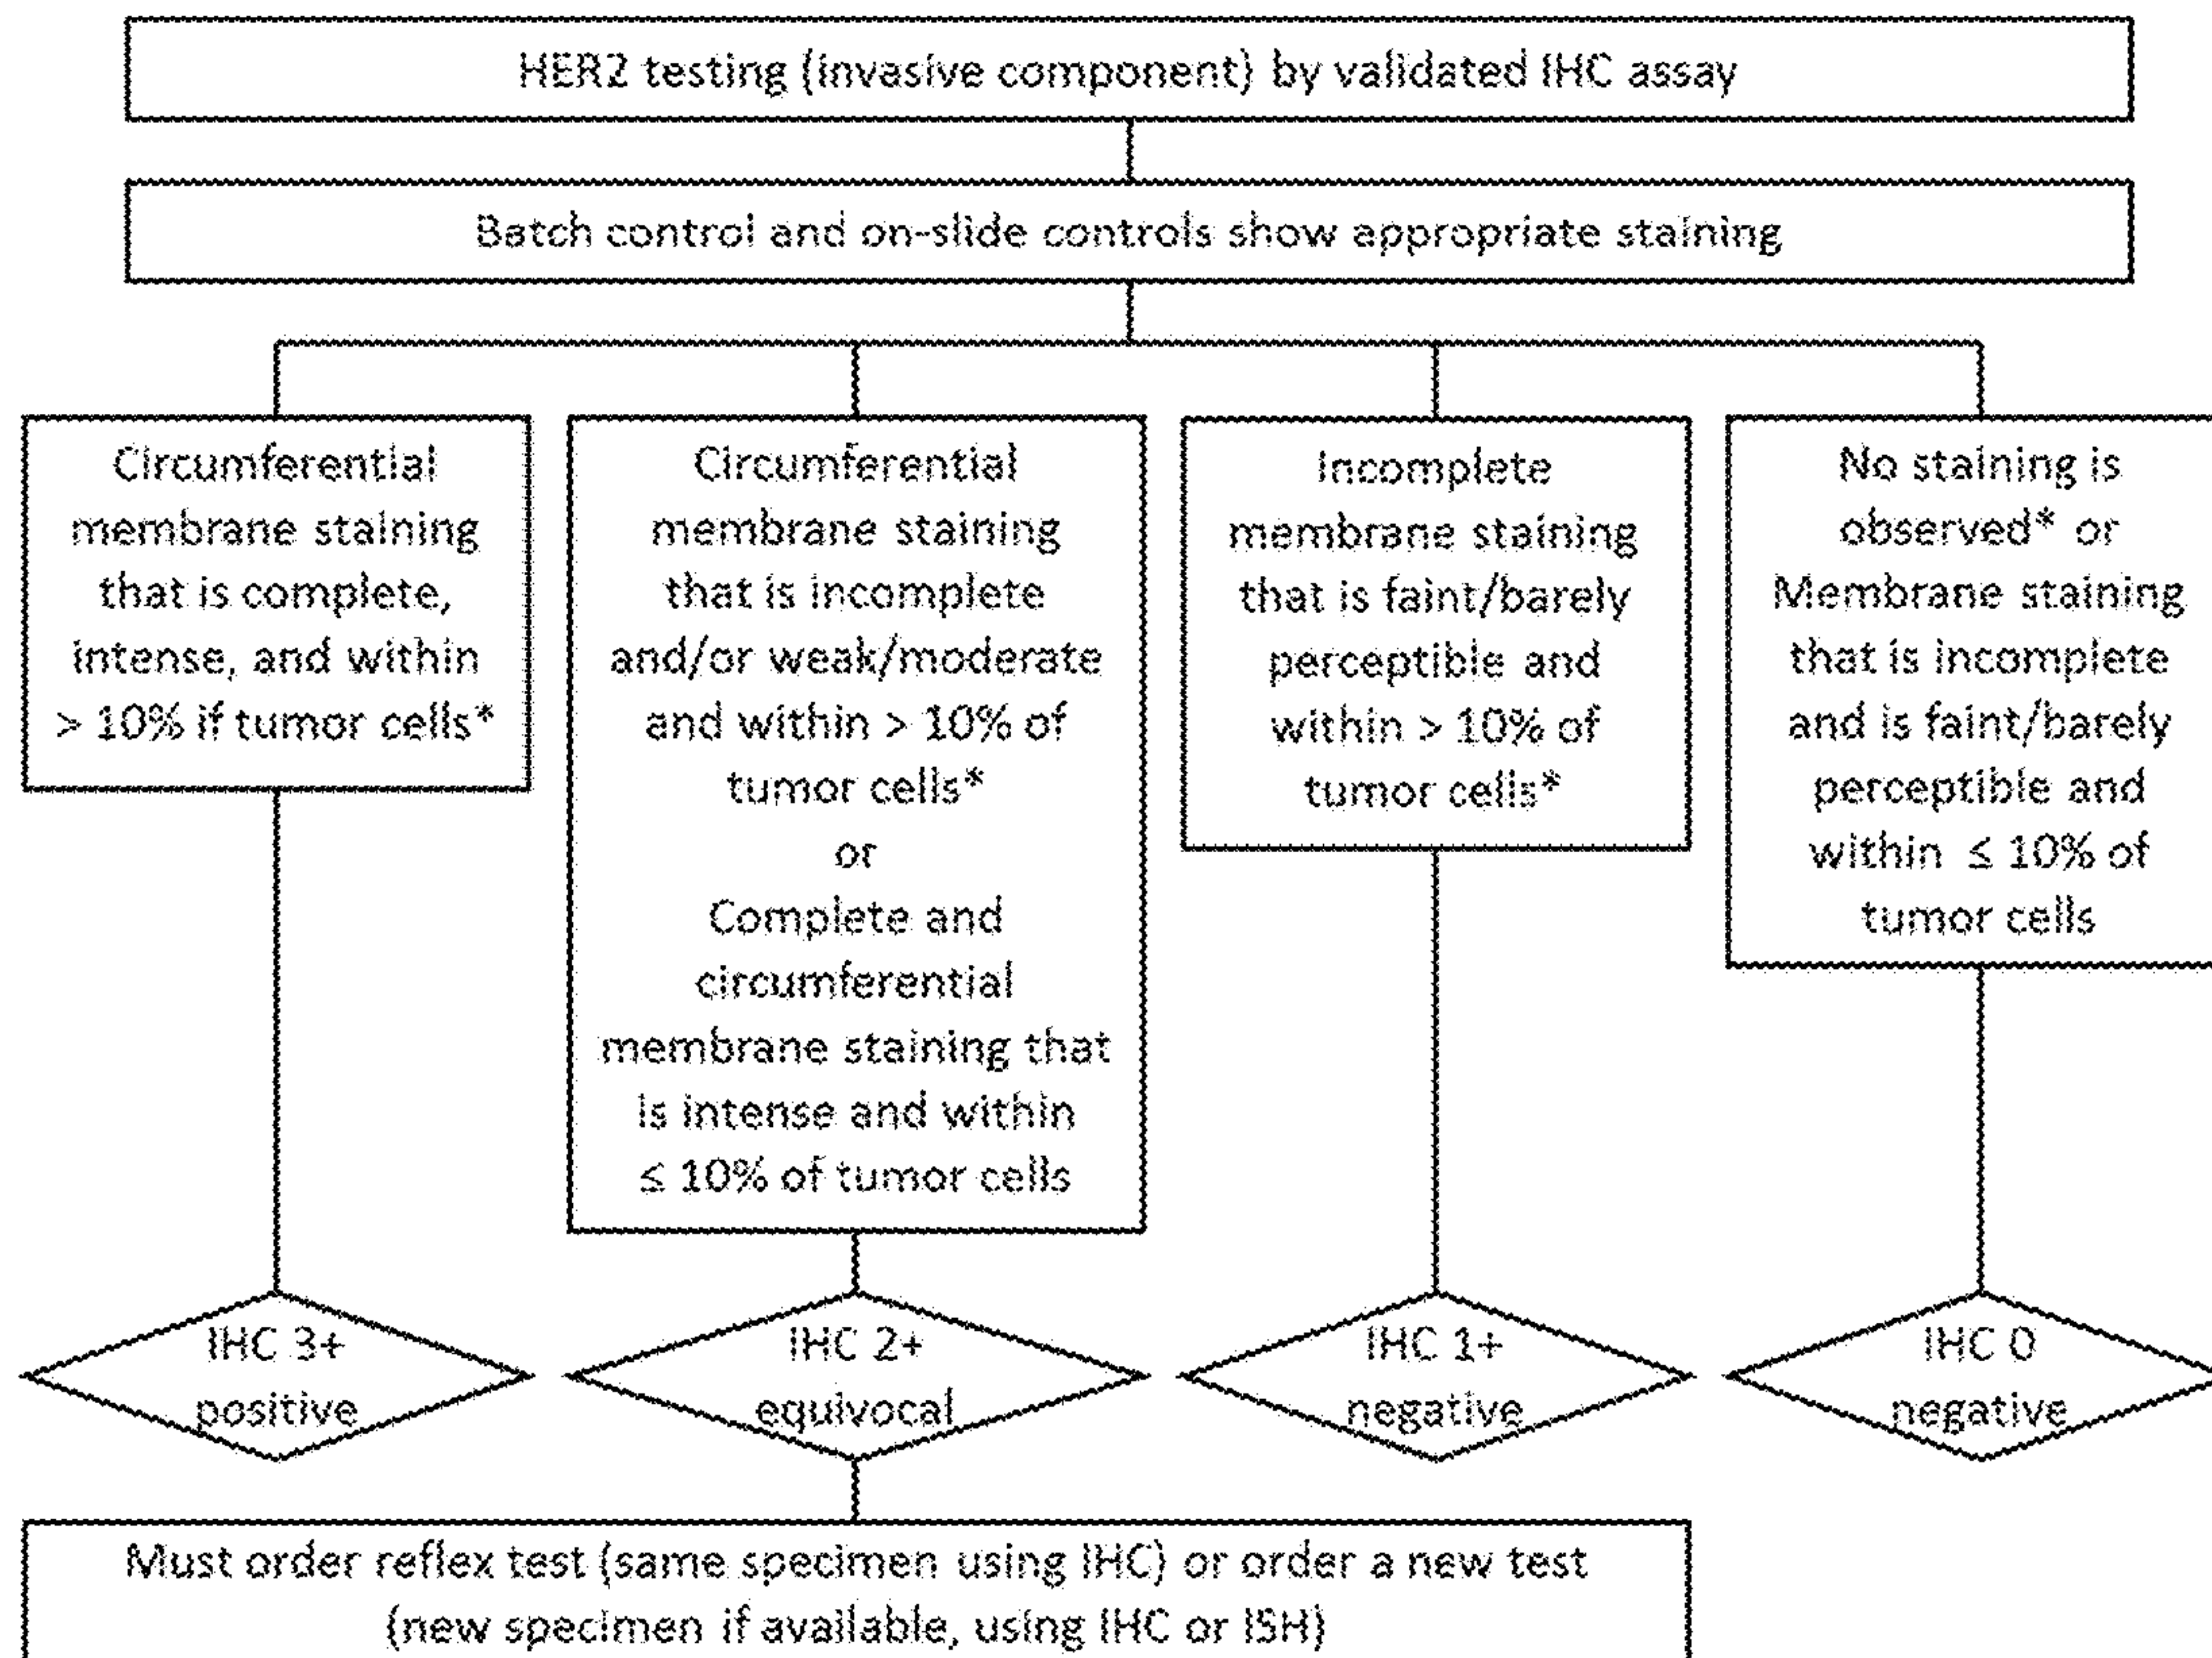 HER2 testing (invasive component) by validated IHC assay
Batch control and on-slide controls show appropriate staining
Circumferential
membrane staining
that is complete,
intense, and within
> 10% if tumor cells*
Circumferential
membrane staining
that is incomplete
and/or weak/moderate
and within > 10% of
tumor cells*
or
Complete and
circumferential
membrane staining that
is intense and within
≤ 10% of tumor cells
Incomplete
membrane staining
that is faint/barely
perceptible and
within > 10% of
tumor cells*
No staining is
observed* or
Membrane staining
that is incomplete
and is faint/barely
perceptible and
within ≤ 10% of
tumor cells
IHC 3+
positive
IHC 2+
equivocal
IHC 1+
negative
IHC 0
negative
Must order reflex test (same specimen using IHC) or order a new test
(new specimen if available, using IHC or ISH)